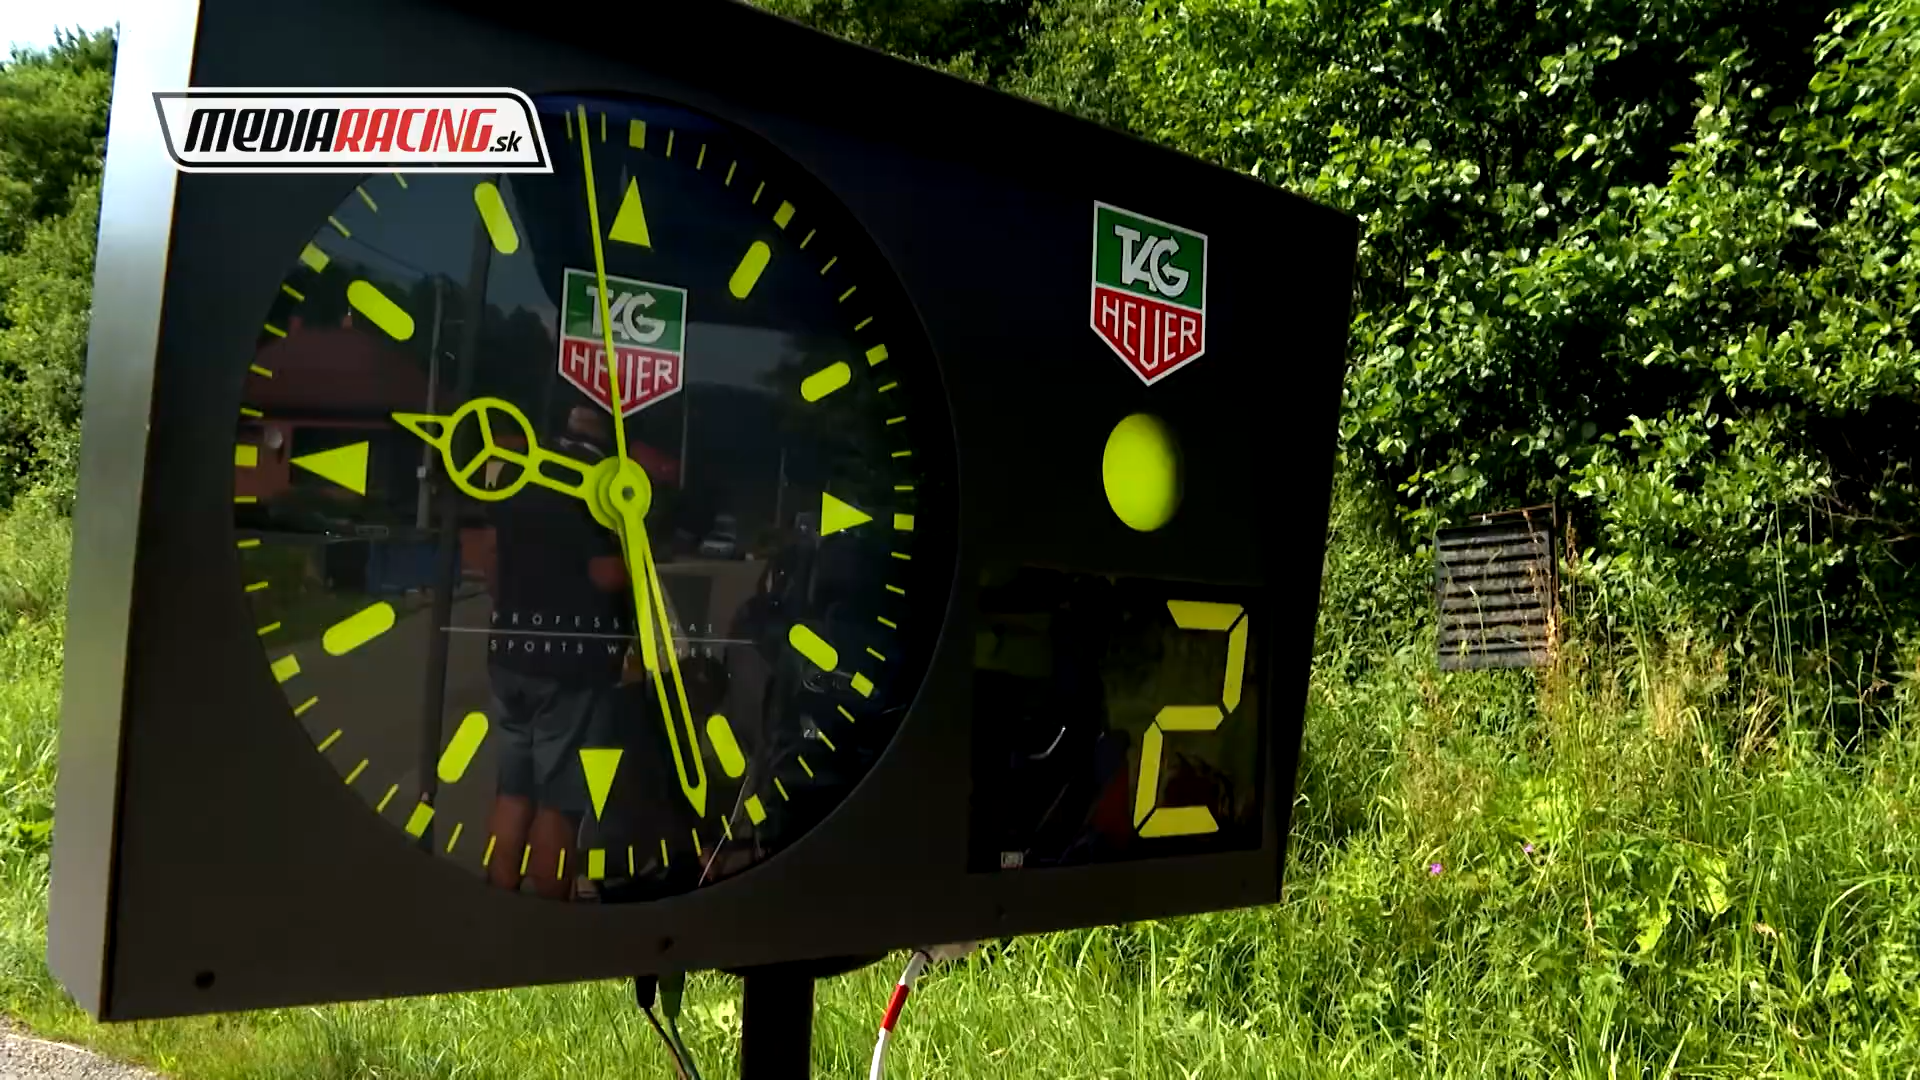 MEDIARACING.sk
TAG
HEUER
TAG
HEUER
PROFESSIONAL
SPORTS WATCHES
2